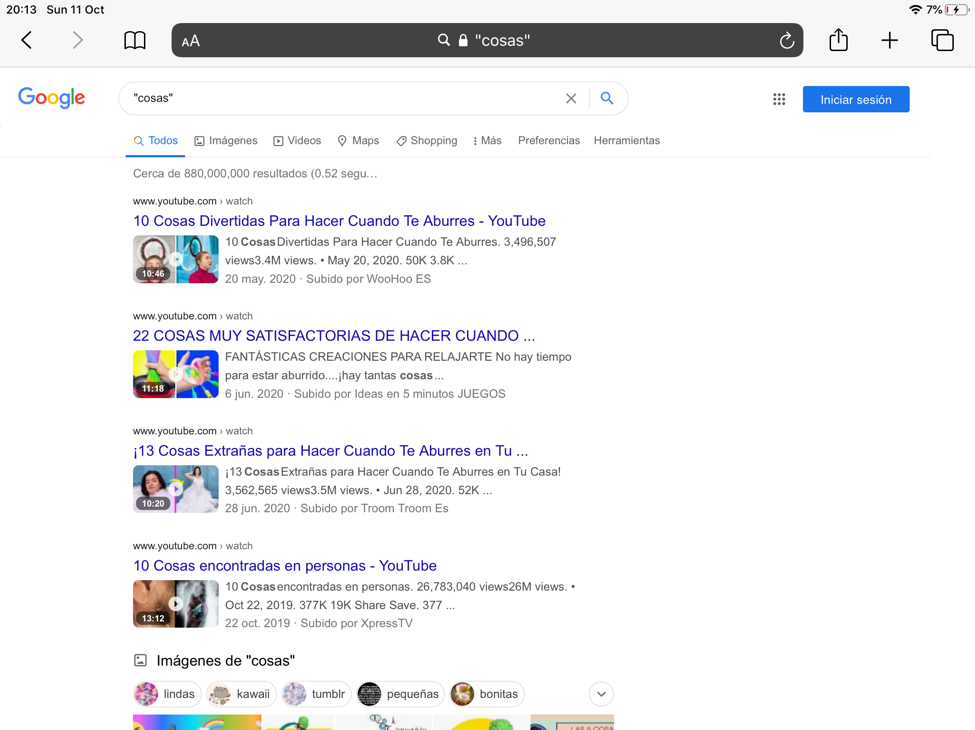 20:13 Sun 11 Oct 7%
AA "cosas"
Google "cosas" Iniciar sesión
Todos Imágenes Videos Maps Shopping Más Preferencias Herramientas
Cerca de 880,000,000 resultados (0.52 segu…
www.youtube.com › watch
10 Cosas Divertidas Para Hacer Cuando Te Aburres - YouTube
10 Cosas Divertidas Para Hacer Cuando Te Aburres. 3,496,507
views3.4M views. • May 20, 2020. 50K 3.8K ...
10:46
20 may. 2020 · Subido por WooHoo ES
www.youtube.com › watch
22 COSAS MUY SATISFACTORIAS DE HACER CUANDO ...
FANTÁSTICAS CREACIONES PARA RELAJARTE No hay tiempo
para estar aburrido....¡hay tantas cosas ...
11:18
6 jun. 2020 · Subido por Ideas en 5 minutos JUEGOS
www.youtube.com › watch
¡13 Cosas Extrañas para Hacer Cuando Te Aburres en Tu ...
¡13 Cosas Extrañas para Hacer Cuando Te Aburres en Tu Casa!
3,562,565 views3.5M views. • Jun 28, 2020. 52K ...
10:20
28 jun. 2020 · Subido por Troom Troom Es
www.youtube.com › watch
10 Cosas encontradas en personas - YouTube
10 Cosas encontradas en personas. 26,783,040 views26M views. •
Oct 22, 2019. 377K 19K Share Save. 377 ...
13:12
22 oct. 2019 · Subido por XpressTV
Imágenes de "cosas"
lindas kawaii tumblr pequeñas bonitas